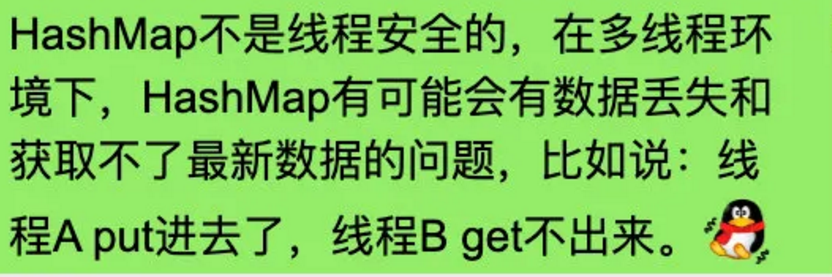 HashMap不是线程安全的，在多线程环
境下，HashMap有可能会有数据丢失和
获取不了最新数据的问题，比如说：线
程A put进去了，线程B get不出来。